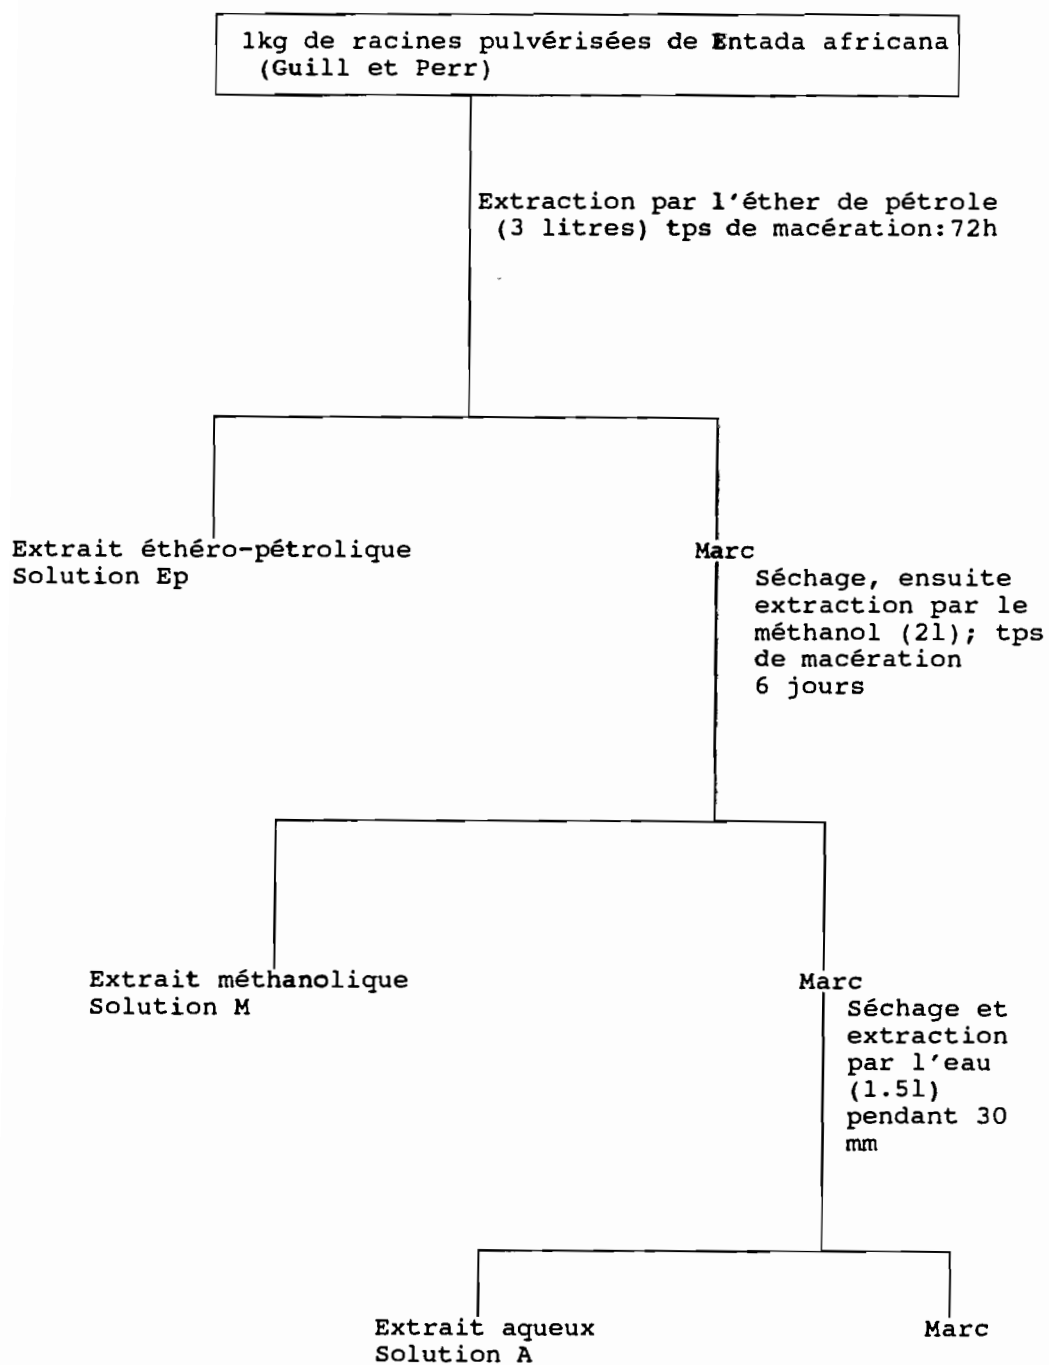 1kg de racines pulvérisées de Entada africana
(Guill et Perr)
Extraction par l'éther de pétrole
(3 litres) tps de macération:72h
Extrait éthéro-pétrolique
Solution Ep
Marc
Séchage, ensuite
extraction par le
méthanol (2l); tps
de macération
6 jours
Extrait méthanolique
Solution M
Marc
Séchage et
extraction
par l'eau
(1.5l)
pendant 30
mm
Extrait aqueux
Solution A
Marc